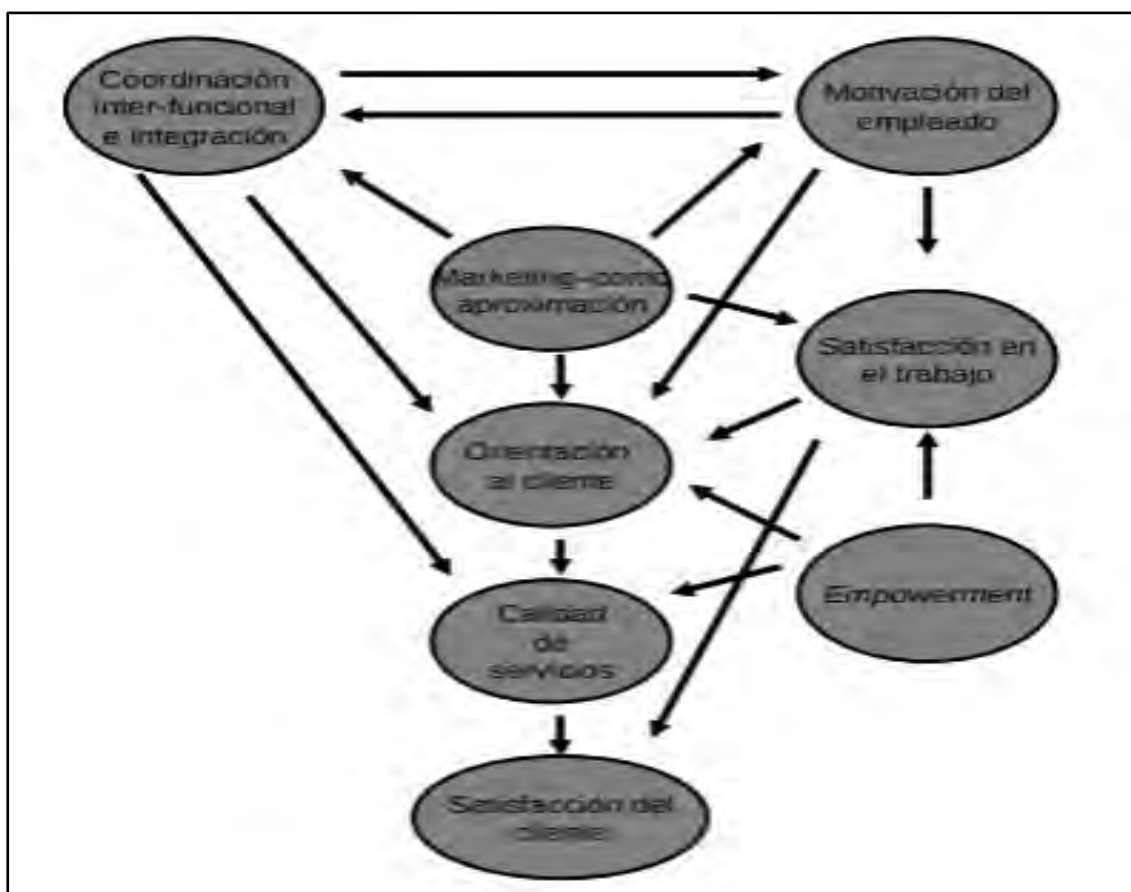 Coordinación
inter-funcional
e integración
Motivación del
empleado
Marketing-como
aproximación
Satisfacción en
el trabajo
Orientación
al cliente
Empowerment
Calidad
de
servicios
Satisfacción del
cliente